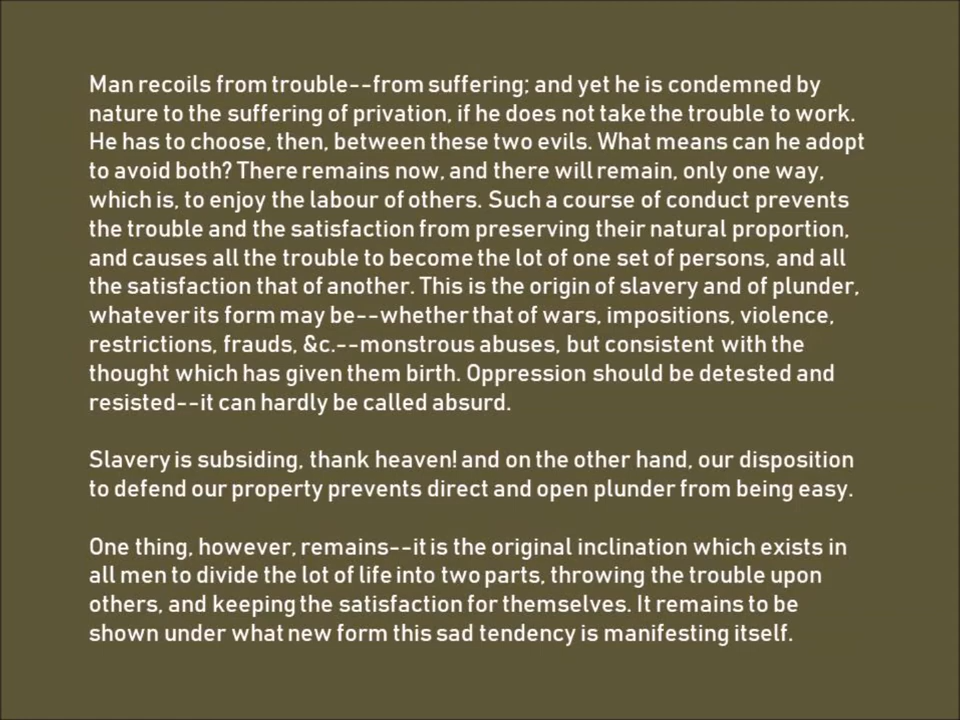 Man recoils from trouble--from suffering; and yet he is condemned by
nature to the suffering of privation, if he does not take the trouble to work.
He has to choose, then, between these two evils. What means can he adopt
to avoid both? There remains now, and there will remain, only one way,
which is, to enjoy the labour of others. Such a course of conduct prevents
the trouble and the satisfaction from preserving their natural proportion,
and causes all the trouble to become the lot of one set of persons, and all
the satisfaction that of another. This is the origin of slavery and of plunder,
whatever its form may be--whether that of wars, impositions, violence,
restrictions, frauds, &c.--monstrous abuses, but consistent with the
thought which has given them birth. Oppression should be detested and
resisted--it can hardly be called absurd.

Slavery is subsiding, thank heaven! and on the other hand, our disposition
to defend our property prevents direct and open plunder from being easy.

One thing, however, remains--it is the original inclination which exists in
all men to divide the lot of life into two parts, throwing the trouble upon
others, and keeping the satisfaction for themselves. It remains to be
shown under what new form this sad tendency is manifesting itself.